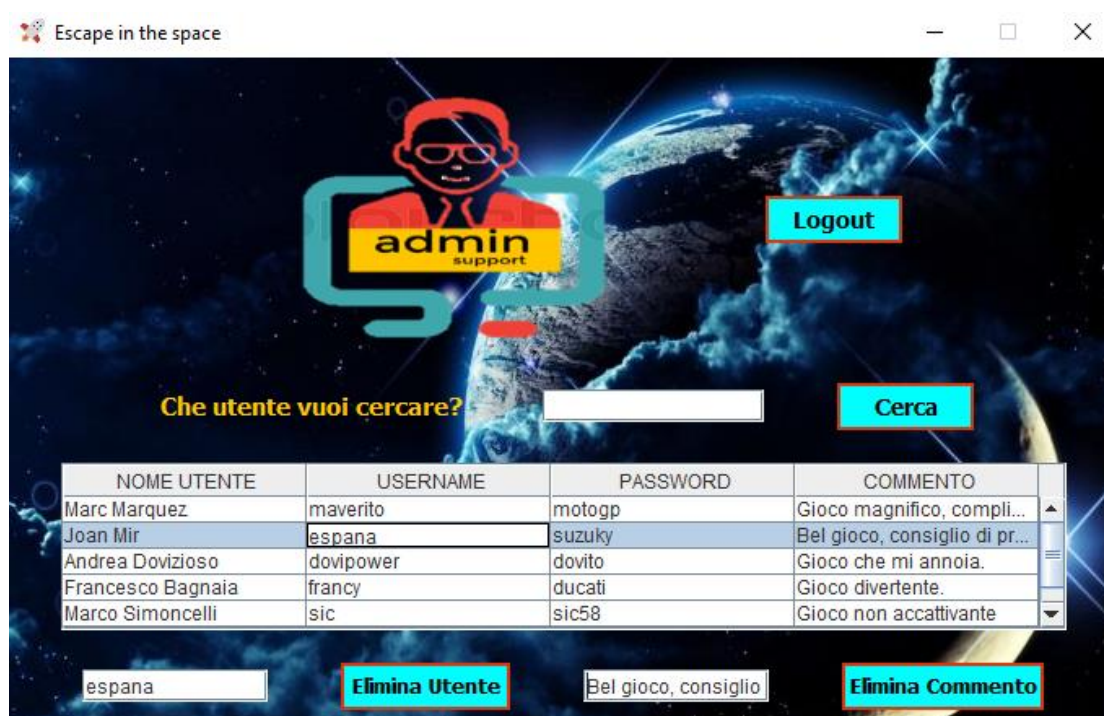 Escape in the space
admin
support
Logout
Che utente vuoi cercare?
Cerca
NOME UTENTE USERNAME PASSWORD COMMENTO
Marc Marquez maverito motogp Gioco magnifico, compli...
Joan Mir espana suzuky Bel gioco, consiglio di pr...
Andrea Dovizioso dovipower dovito Gioco che mi annoia.
Francesco Bagnaia francy ducati Gioco divertente.
Marco Simoncelli sic sic58 Gioco non accattivante
espana Elimina Utente Bel gioco, consiglio Elimina Commento